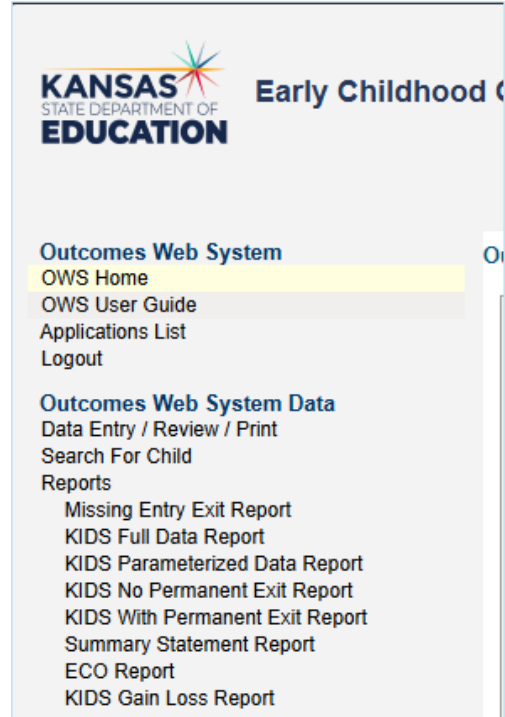 KANSAS
STATE DEPARTMENT OF
EDUCATION
Early Childhood
Outcomes Web System
OWS Home
OWS User Guide
Applications List
Logout
Outcomes Web System Data
Data Entry / Review / Print
Search For Child
Reports
Missing Entry Exit Report
KIDS Full Data Report
KIDS Parameterized Data Report
KIDS No Permanent Exit Report
KIDS With Permanent Exit Report
Summary Statement Report
ECO Report
KIDS Gain Loss Report